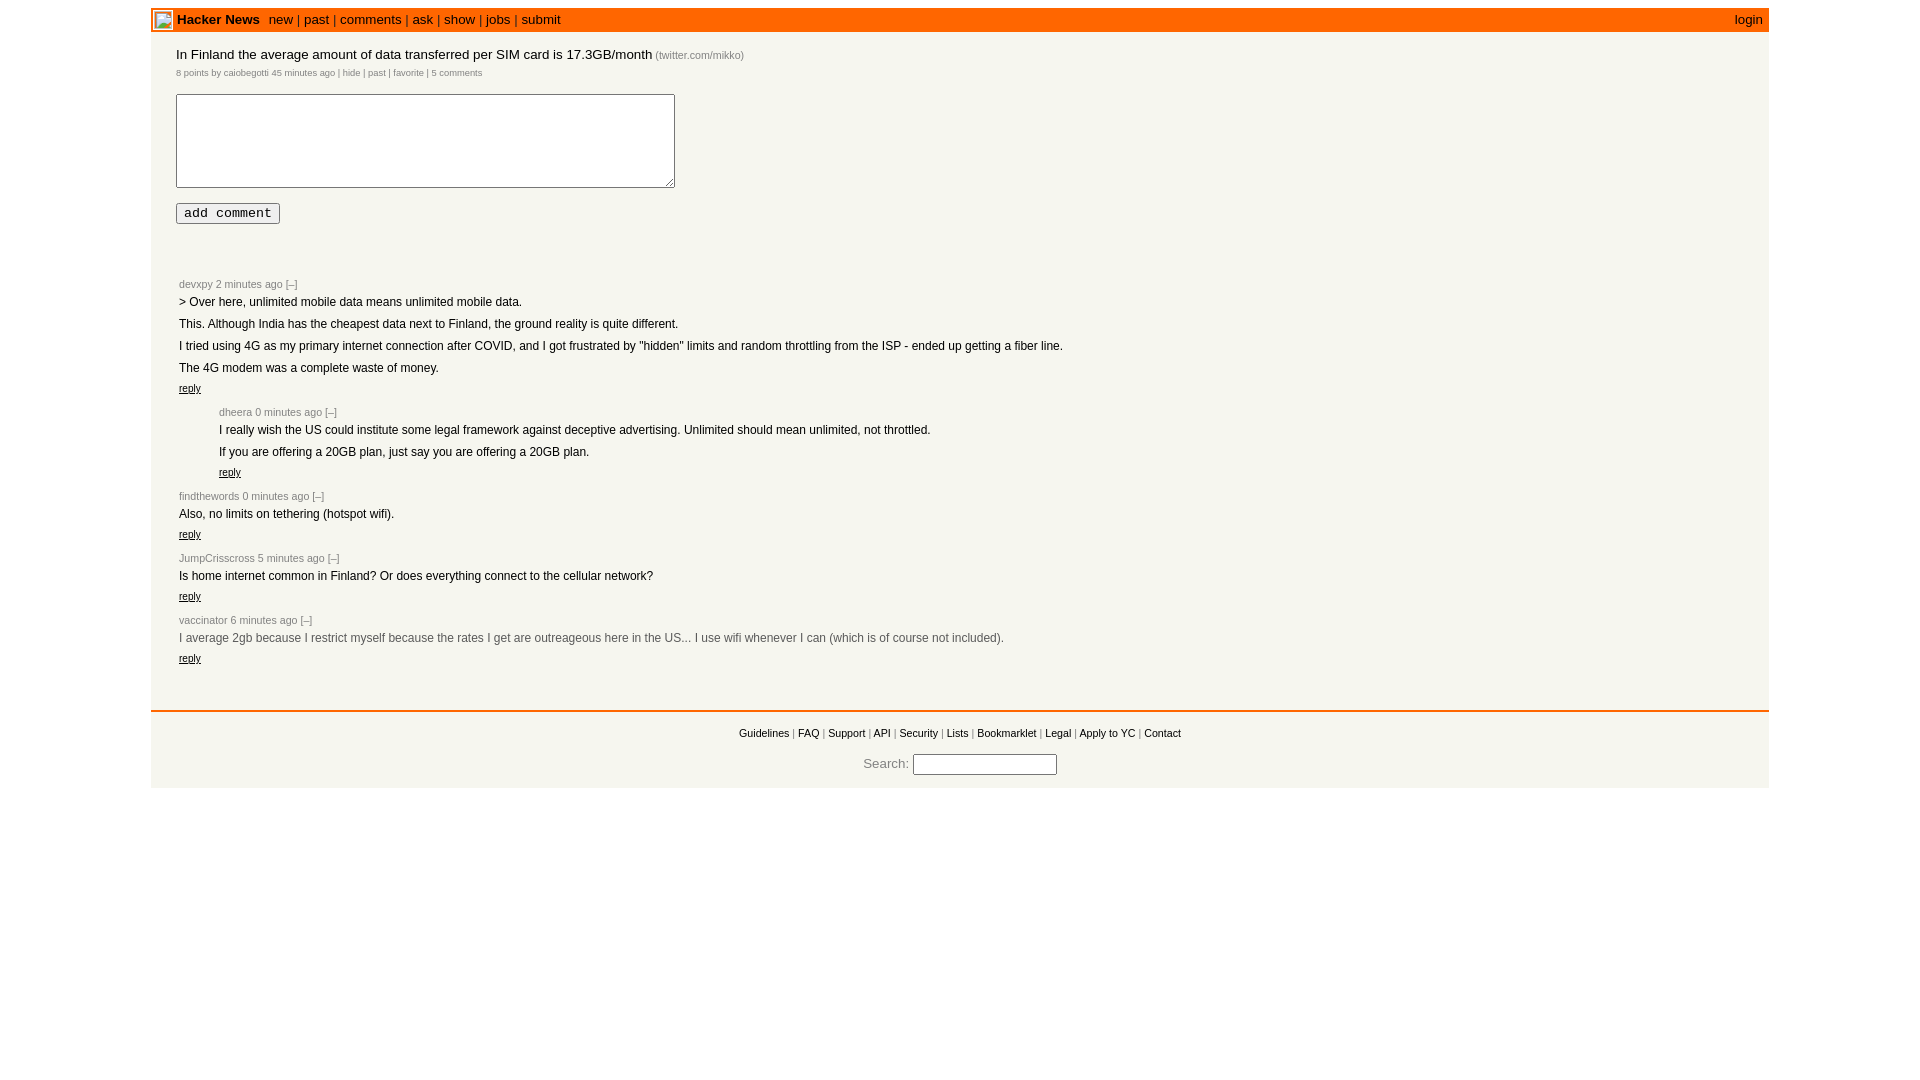 Hacker News new | past | comments | ask | show | jobs | submit login
In Finland the average amount of data transferred per SIM card is 17.3GB/month (twitter.com/mikko)
8 points by caiobegotti 45 minutes ago | hide | past | favorite | 5 comments
add comment
devxpy 2 minutes ago [–]
> Over here, unlimited mobile data means unlimited mobile data.
This. Although India has the cheapest data next to Finland, the ground reality is quite different.
I tried using 4G as my primary internet connection after COVID, and I got frustrated by "hidden" limits and random throttling from the ISP - ended up getting a fiber line.
The 4G modem was a complete waste of money.
reply
dheera 0 minutes ago [–]
I really wish the US could institute some legal framework against deceptive advertising. Unlimited should mean unlimited, not throttled.
If you are offering a 20GB plan, just say you are offering a 20GB plan.
reply
findthewords 0 minutes ago [–]
Also, no limits on tethering (hotspot wifi).
reply
JumpCrisscross 5 minutes ago [–]
Is home internet common in Finland? Or does everything connect to the cellular network?
reply
vaccinator 6 minutes ago [–]
I average 2gb because I restrict myself because the rates I get are outreageous here in the US... I use wifi whenever I can (which is of course not included).
reply
Guidelines | FAQ | Support | API | Security | Lists | Bookmarklet | Legal | Apply to YC | Contact
Search: